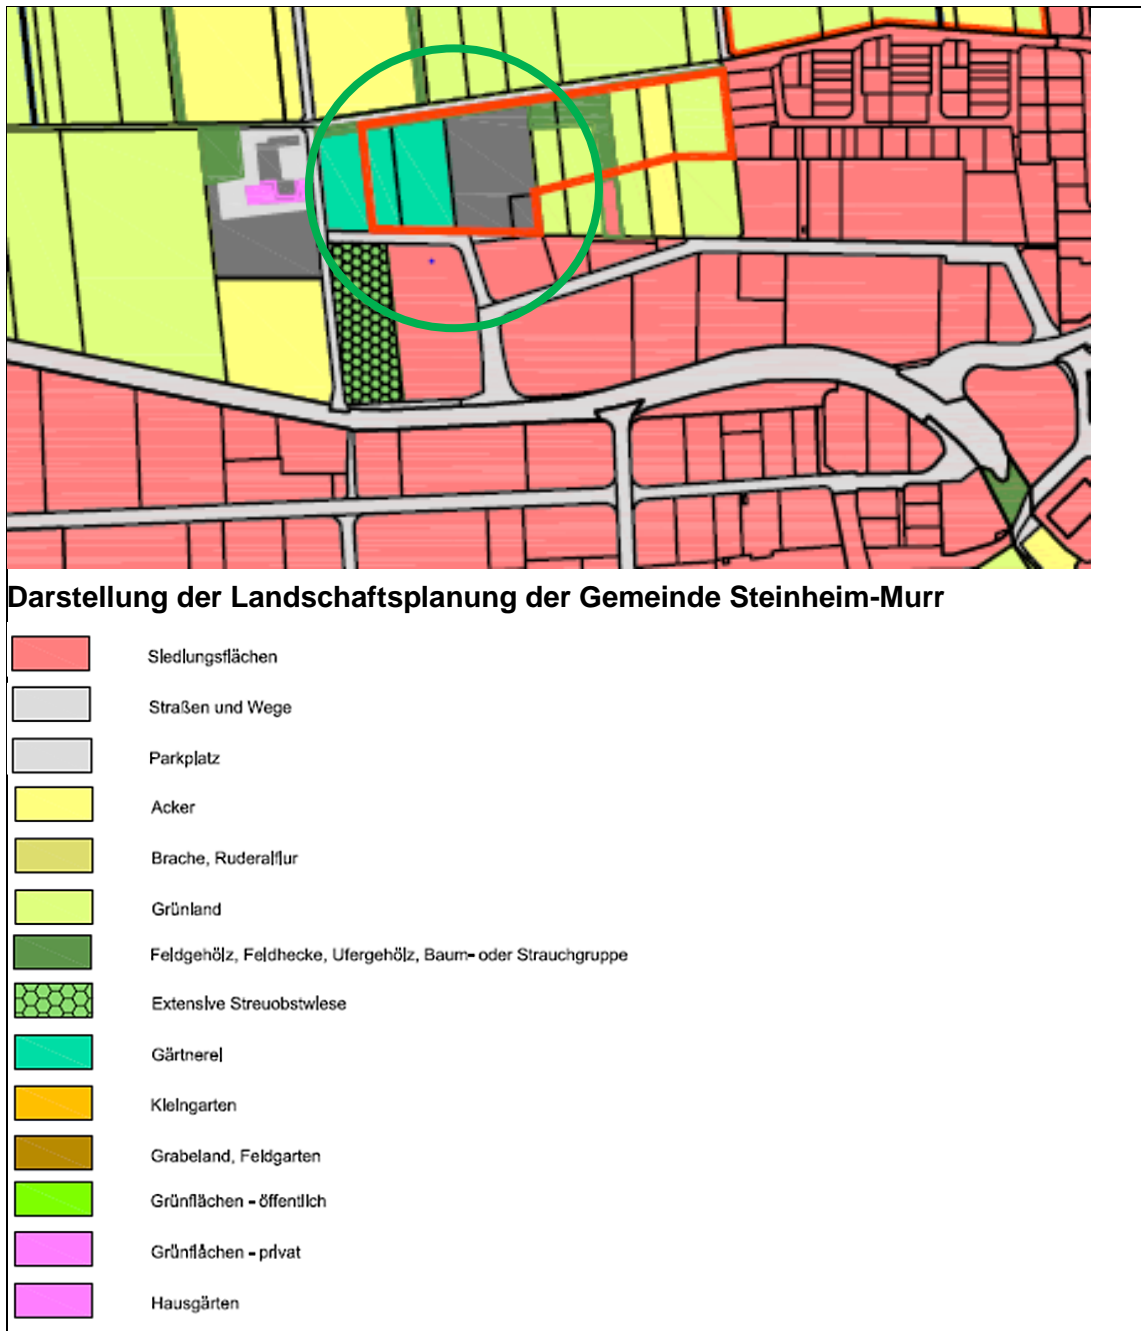 Darstellung der Landschaftsplanung der Gemeinde Steinheim-Murr
Siedlungsflächen
Straßen und Wege
Parkplatz
Acker
Brache, Ruderalflur
Grünland
Feldgehölz, Feldhecke, Ufergehölz, Baum- oder Strauchgruppe
Extensive Streuobstwiese
Gärtnerei
Kleingarten
Grabeland, Feldgarten
Grünflächen - öffentlich
Grünflächen - privat
Hausgärten